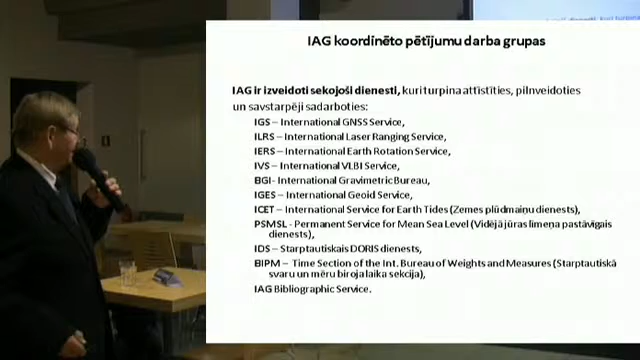 IAG koordinēto pētījumu darba grupas
IAG ir izveidoti sekojoši dienesti, kuri turpina attīstīties, pilnveidoties
un savstarpēji sadarboties:
IGS – International GNSS Service,
ILRS – International Laser Ranging Service,
IERS – International Earth Rotation Service,
IVS – International VLBI Service,
BGI- International Gravimetric Bureau,
IGES – International Geoid Service,
ICET – International Service for Earth Tides (Zemes plūdmaiņu dienests),
PSMSL - Permanent Service for Mean Sea Level (Vidējā jūras līmeņa pastāvīgais
dienests),
IDS – Starptautiskais DORIS dienests,
BIPM – Time Section of the Int. Bureau of Weights and Measures (Starptautiskā
svaru un mēru biroja laika sekcija),
IAG Bibliographic Service.